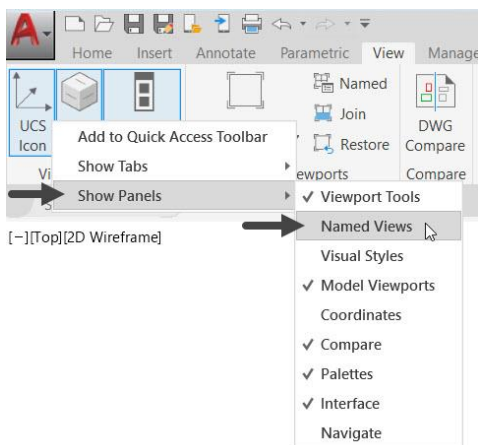 Home Insert Annotate Parametric View Manage
UCS
Icon
Named
Join
Restore
DWG
Compare
Vi
ewports
Compare
Add to Quick Access Toolbar
Show Tabs
Show Panels
S
✓ Viewport Tools
Named Views
Visual Styles
✓ Model Viewports
Coordinates
✓ Compare
✓ Palettes
✓ Interface
Navigate
[−][Top][2D Wireframe]